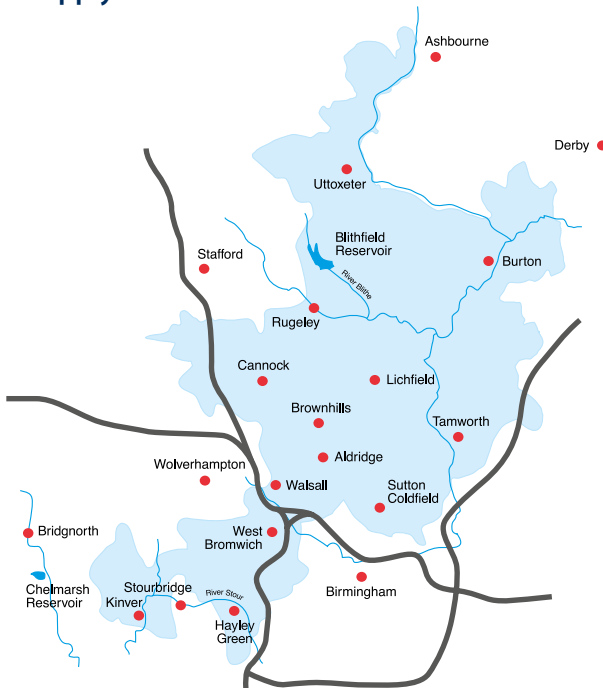 Ashbourne
Derby
Uttoxeter
Blithfield
Reservoir
Stafford
Burton
River Blithe
Rugeley
Cannock
Lichfield
Brownhills
Tamworth
Aldridge
Wolverhampton
Walsall
Sutton
Coldfield
Bridgnorth
West
Bromwich
Chelmarsh
Reservoir
Stourbridge
Birmingham
Kinver
River Stour
Hayley
Green